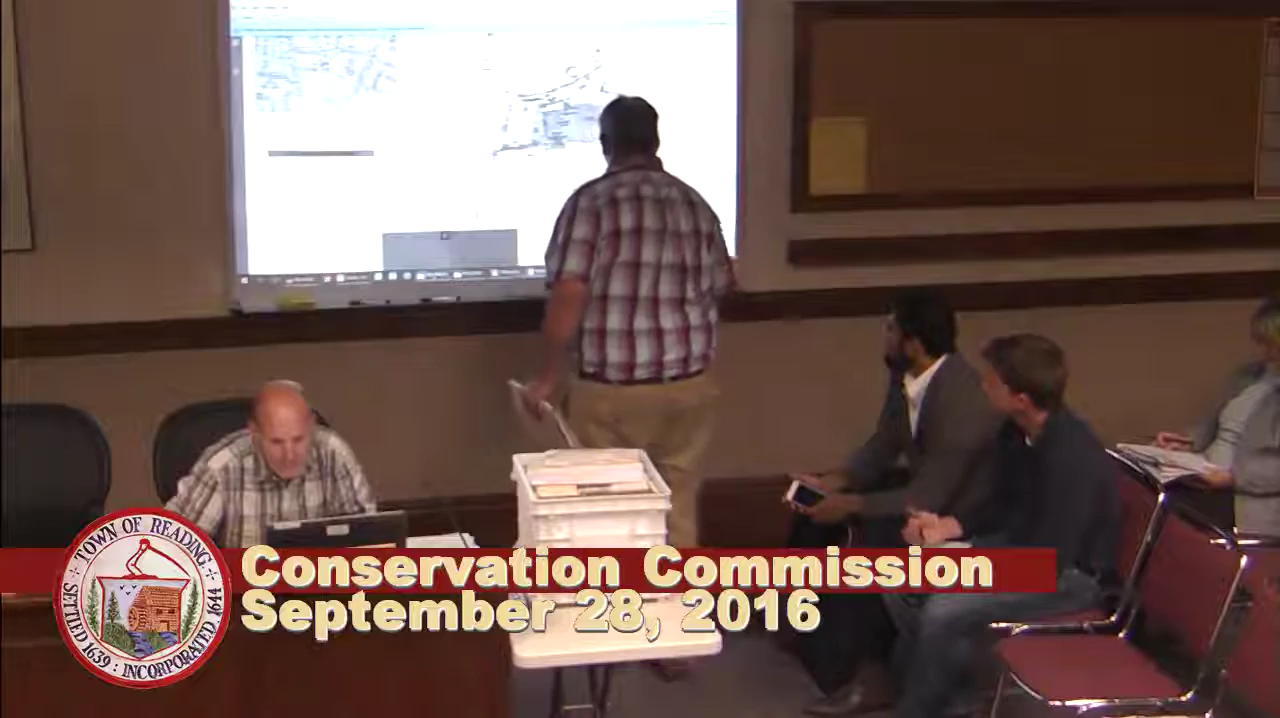 Conservation Commission
September 28, 2016
TOWN OF READING
SETTLED 1639 : INCORPORATED 1644